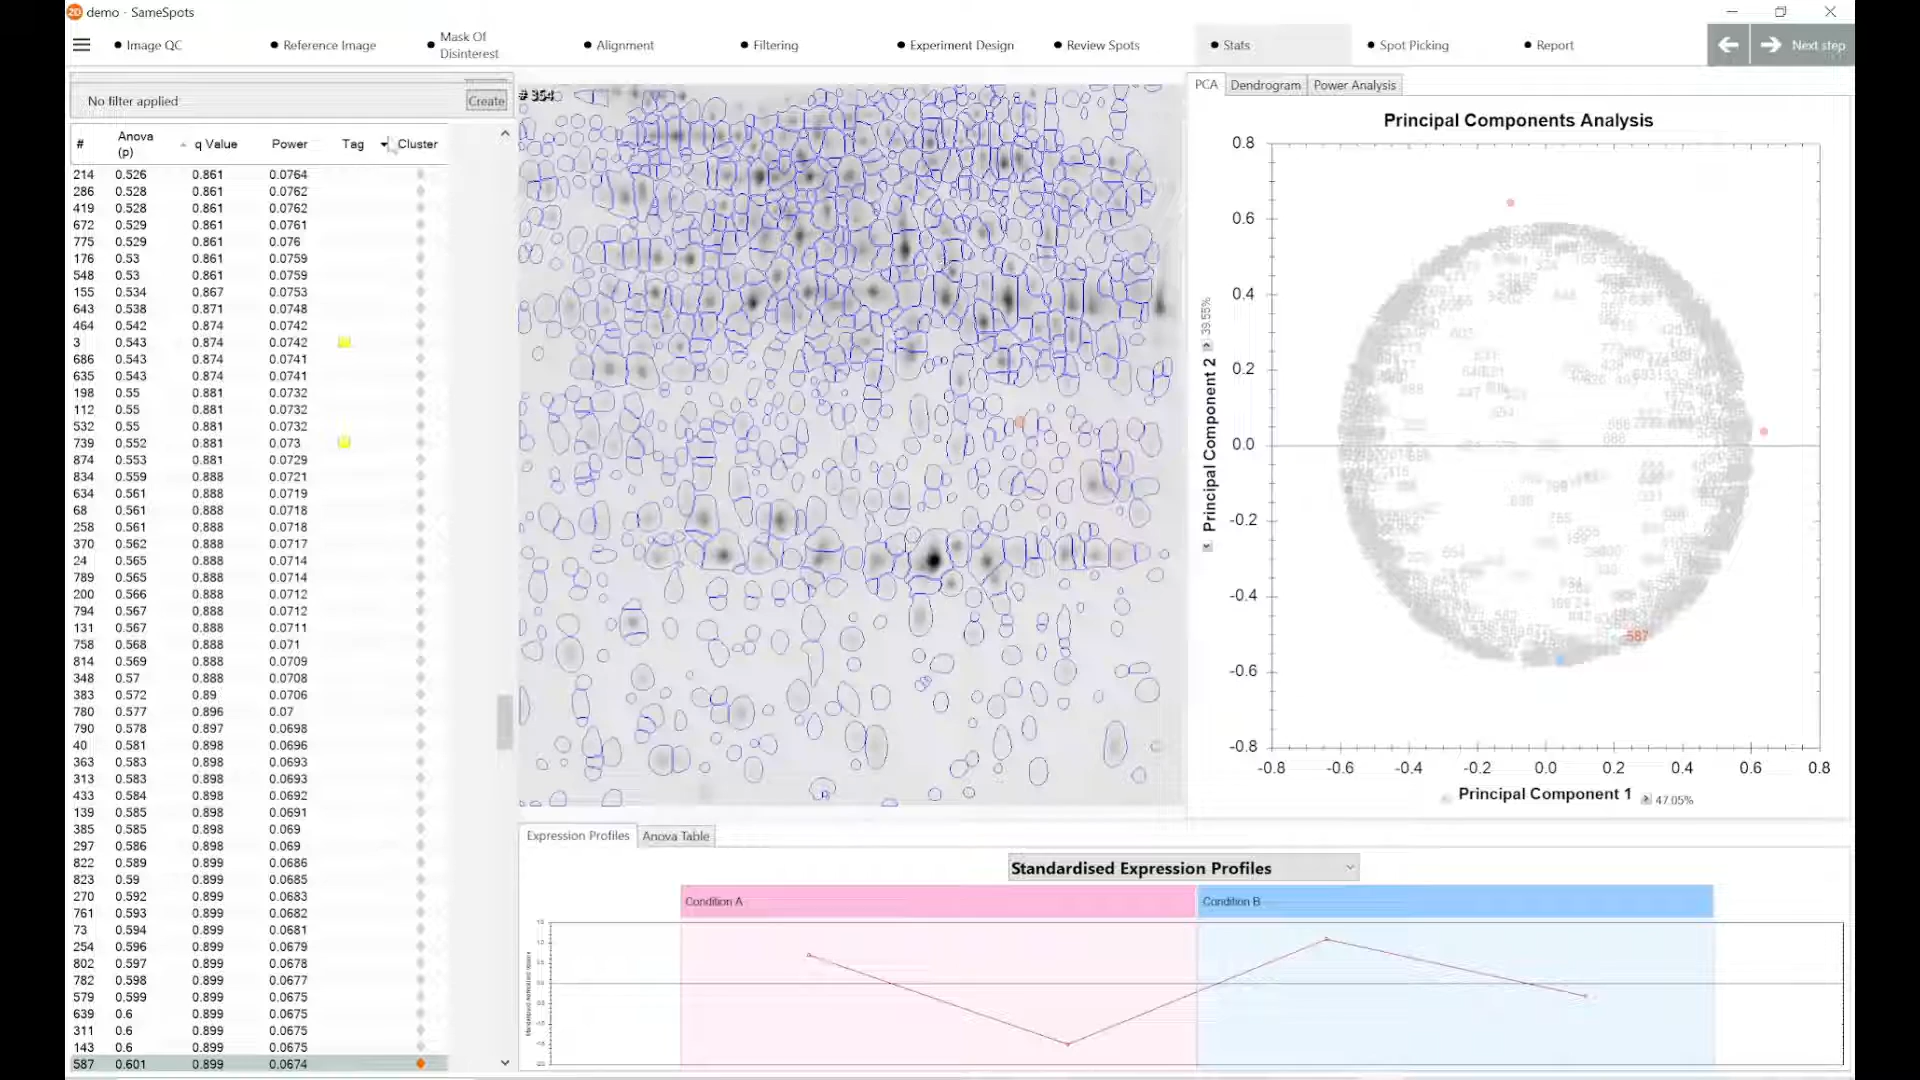 2D demo - SameSpots
Image QC
Reference Image
Mask Of
Disinterest
Alignment
Filtering
Experiment Design
Review Spots
Stats
Spot Picking
Report
Next step
No filter applied
Create
# Anova (p) q Value Power Tag Cluster
214 0.526 0.861 0.0764
286 0.528 0.861 0.0762
419 0.528 0.861 0.0762
672 0.529 0.861 0.0761
775 0.529 0.861 0.076
176 0.53 0.861 0.0759
548 0.53 0.861 0.0759
155 0.534 0.867 0.0753
643 0.538 0.871 0.0748
464 0.542 0.874 0.0742
3 0.543 0.874 0.0742
686 0.543 0.874 0.0741
635 0.543 0.874 0.0741
198 0.55 0.881 0.0732
112 0.55 0.881 0.0732
532 0.55 0.881 0.0732
739 0.552 0.881 0.073
874 0.553 0.881 0.0729
834 0.559 0.888 0.0721
634 0.561 0.888 0.0719
68 0.561 0.888 0.0718
258 0.561 0.888 0.0718
370 0.562 0.888 0.0717
24 0.565 0.888 0.0714
789 0.565 0.888 0.0714
200 0.566 0.888 0.0712
794 0.567 0.888 0.0712
131 0.567 0.888 0.0711
758 0.568 0.888 0.071
814 0.569 0.888 0.0709
348 0.57 0.888 0.0708
383 0.572 0.89 0.0706
780 0.577 0.896 0.07
790 0.578 0.897 0.0698
40 0.581 0.898 0.0696
363 0.583 0.898 0.0693
313 0.583 0.898 0.0693
433 0.584 0.898 0.0692
139 0.585 0.898 0.0691
385 0.585 0.898 0.069
297 0.586 0.898 0.069
822 0.589 0.899 0.0686
823 0.59 0.899 0.0685
270 0.592 0.899 0.0683
761 0.593 0.899 0.0682
73 0.594 0.899 0.0681
254 0.596 0.899 0.0679
802 0.597 0.899 0.0678
782 0.598 0.899 0.0677
579 0.599 0.899 0.0675
639 0.6 0.899 0.0675
311 0.6 0.899 0.0675
143 0.6 0.899 0.0675
587 0.601 0.899 0.0674
# 354
PCA
Dendrogram
Power Analysis
Principal Components Analysis
0.8
0.6
0.4
0.2
0.0
-0.2
-0.4
-0.6
-0.8
Principal Component 2
39.55%
587
-0.8 -0.6 -0.4 -0.2 0.0 0.2 0.4 0.6 0.8
Principal Component 1
47.05%
Expression Profiles
Anova Table
Standardised Expression Profiles
Condition A
Condition B